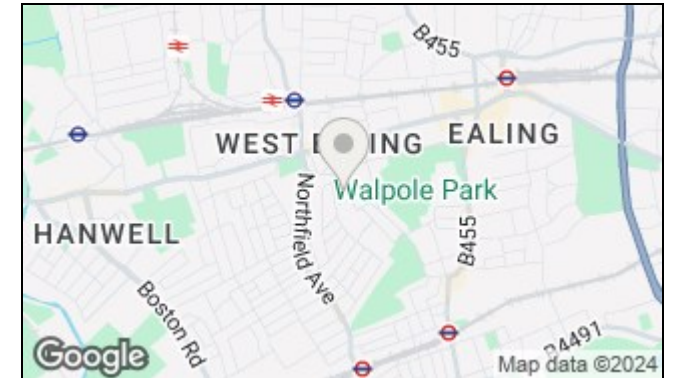 B455
WEST E ING
EALING
Walpole Park
Northfield Ave
HANWELL
B455
Boston Rd
B4491
Google
Map data ©2024